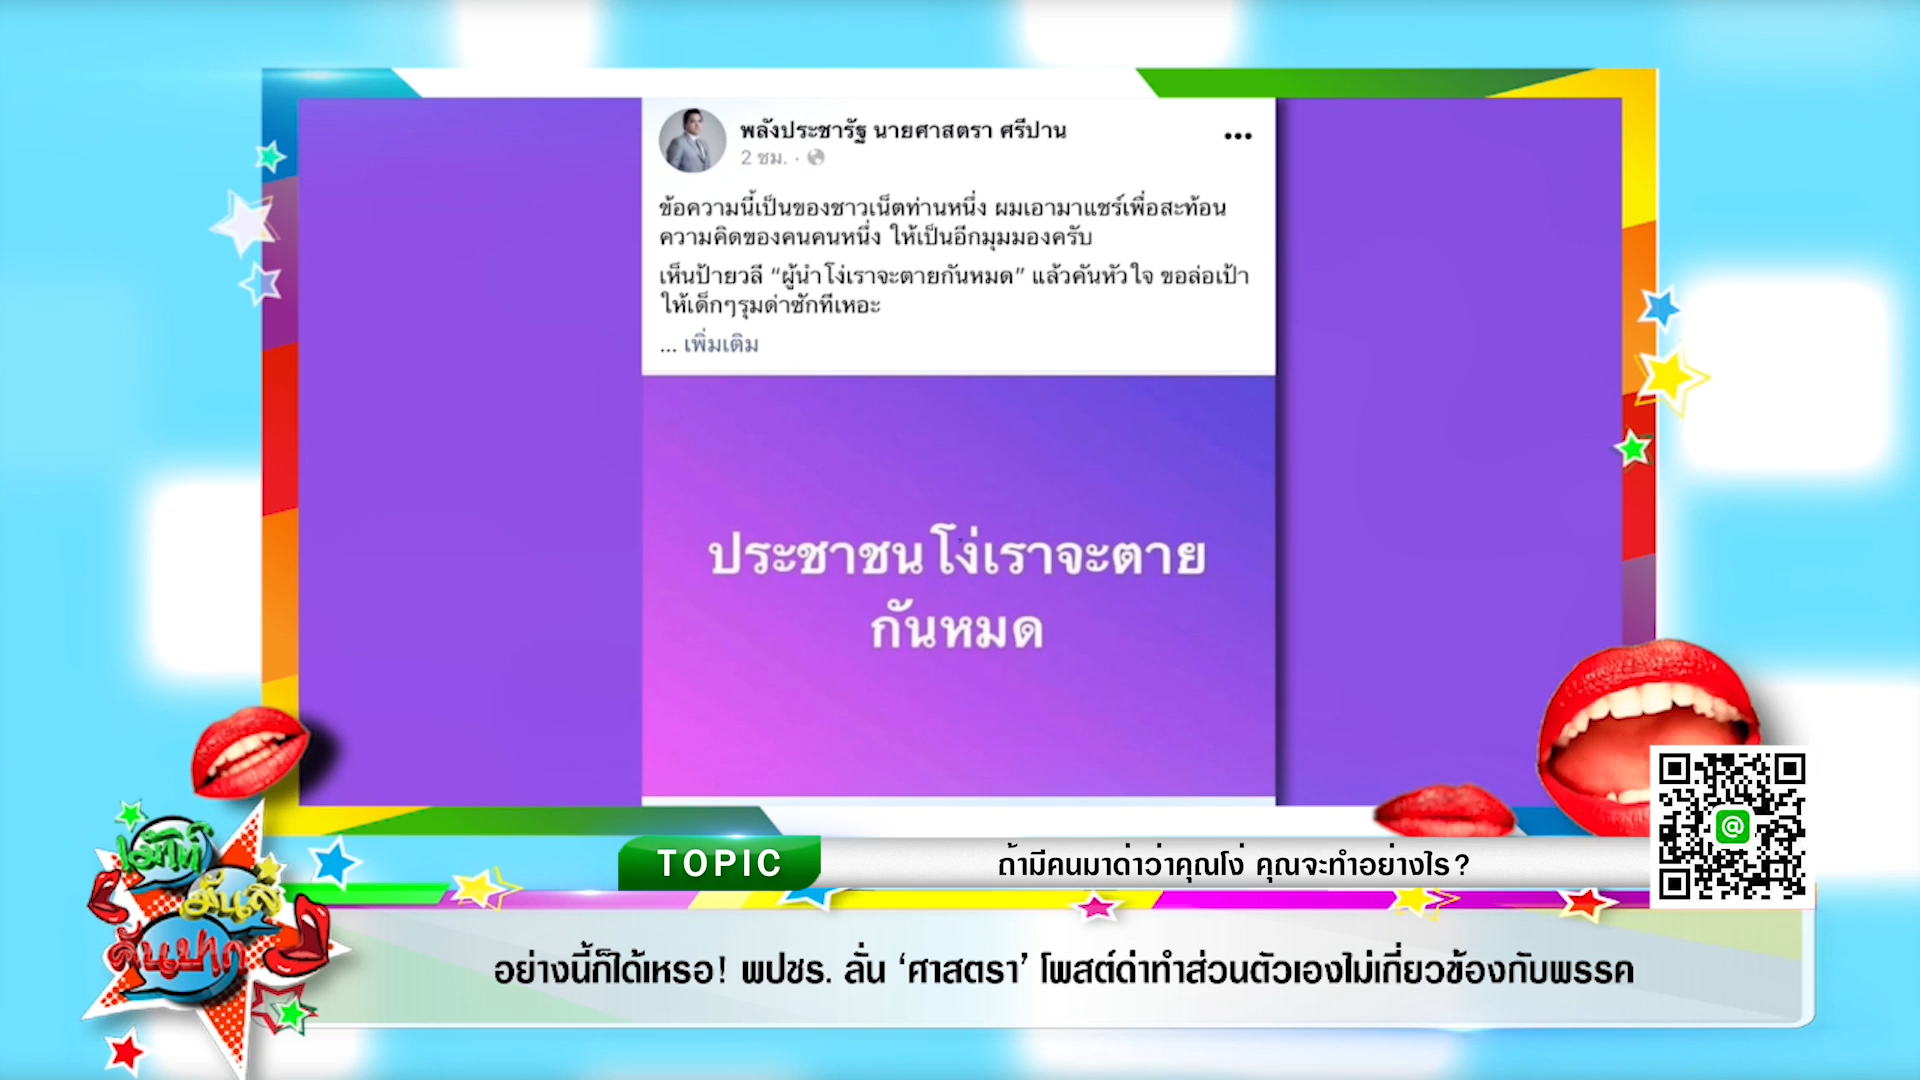 พลังประชารัฐ นายศาสตรา ศรีปาน
2 ชม. ·
ข้อความนี้เป็นของชาวเน็ตท่านหนึ่ง ผมเอามาแชร์เพื่อสะท้อน
ความคิดของคนคนหนึ่ง ให้เป็นอีกมุมมองครับ
เห็นป้ายวลี “ผู้นำโง่เราจะตายกันหมด” แล้วคันหัวใจ ขอล่อเป้า
ให้เด็กๆรุมด่าซักทีเหอะ
... เพิ่มเติม
ประชาชนโง่เราจะตาย
กันหมด
TOPIC
ถ้ามีคนมาด่าว่าคุณโง่ คุณจะทำอย่างไร?
เม้าท์
มันส์
คันปาก
อย่างนี้ก็ได้เหรอ! พปชร. ลั่น ‘ศาสตรา’ โพสต์ด่าทำส่วนตัวเองไม่เกี่ยวข้องกับพรรค